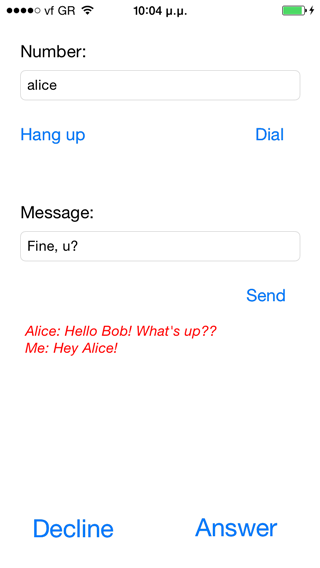 vf GR 10:04 μ.μ.
Number:
alice
Hang up Dial
Message:
Fine, u?
Send
Alice: Hello Bob! What's up??
Me: Hey Alice!
Decline Answer